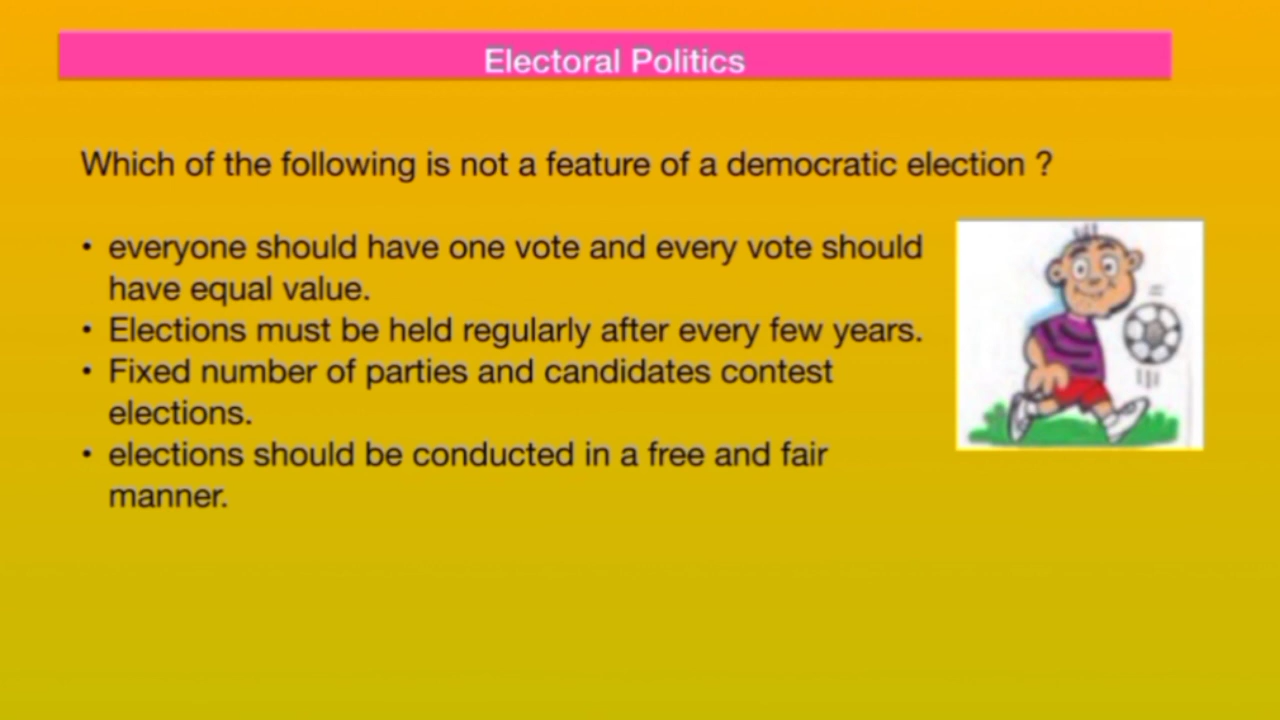 Electoral Politics
Which of the following is not a feature of a democratic election ?
• everyone should have one vote and every vote should
have equal value.
• Elections must be held regularly after every few years.
• Fixed number of parties and candidates contest
elections.
• elections should be conducted in a free and fair
manner.